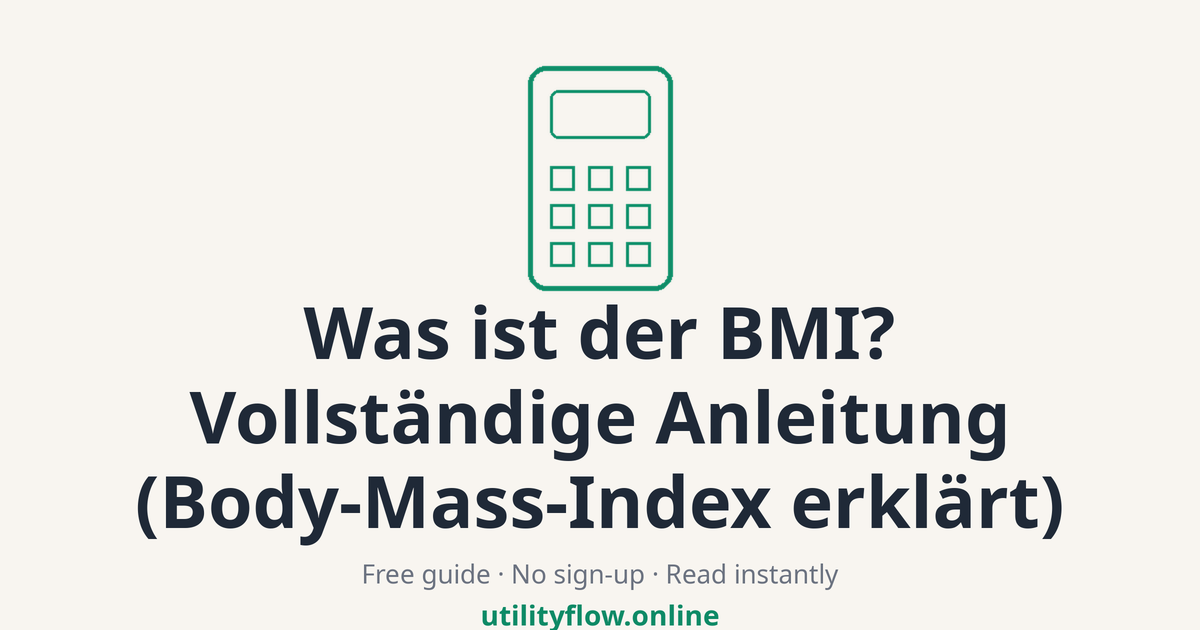 Was ist der BMI?
Vollständige Anleitung
(Body-Mass-Index erklärt)
Free guide · No sign-up · Read instantly
utilityflow.online